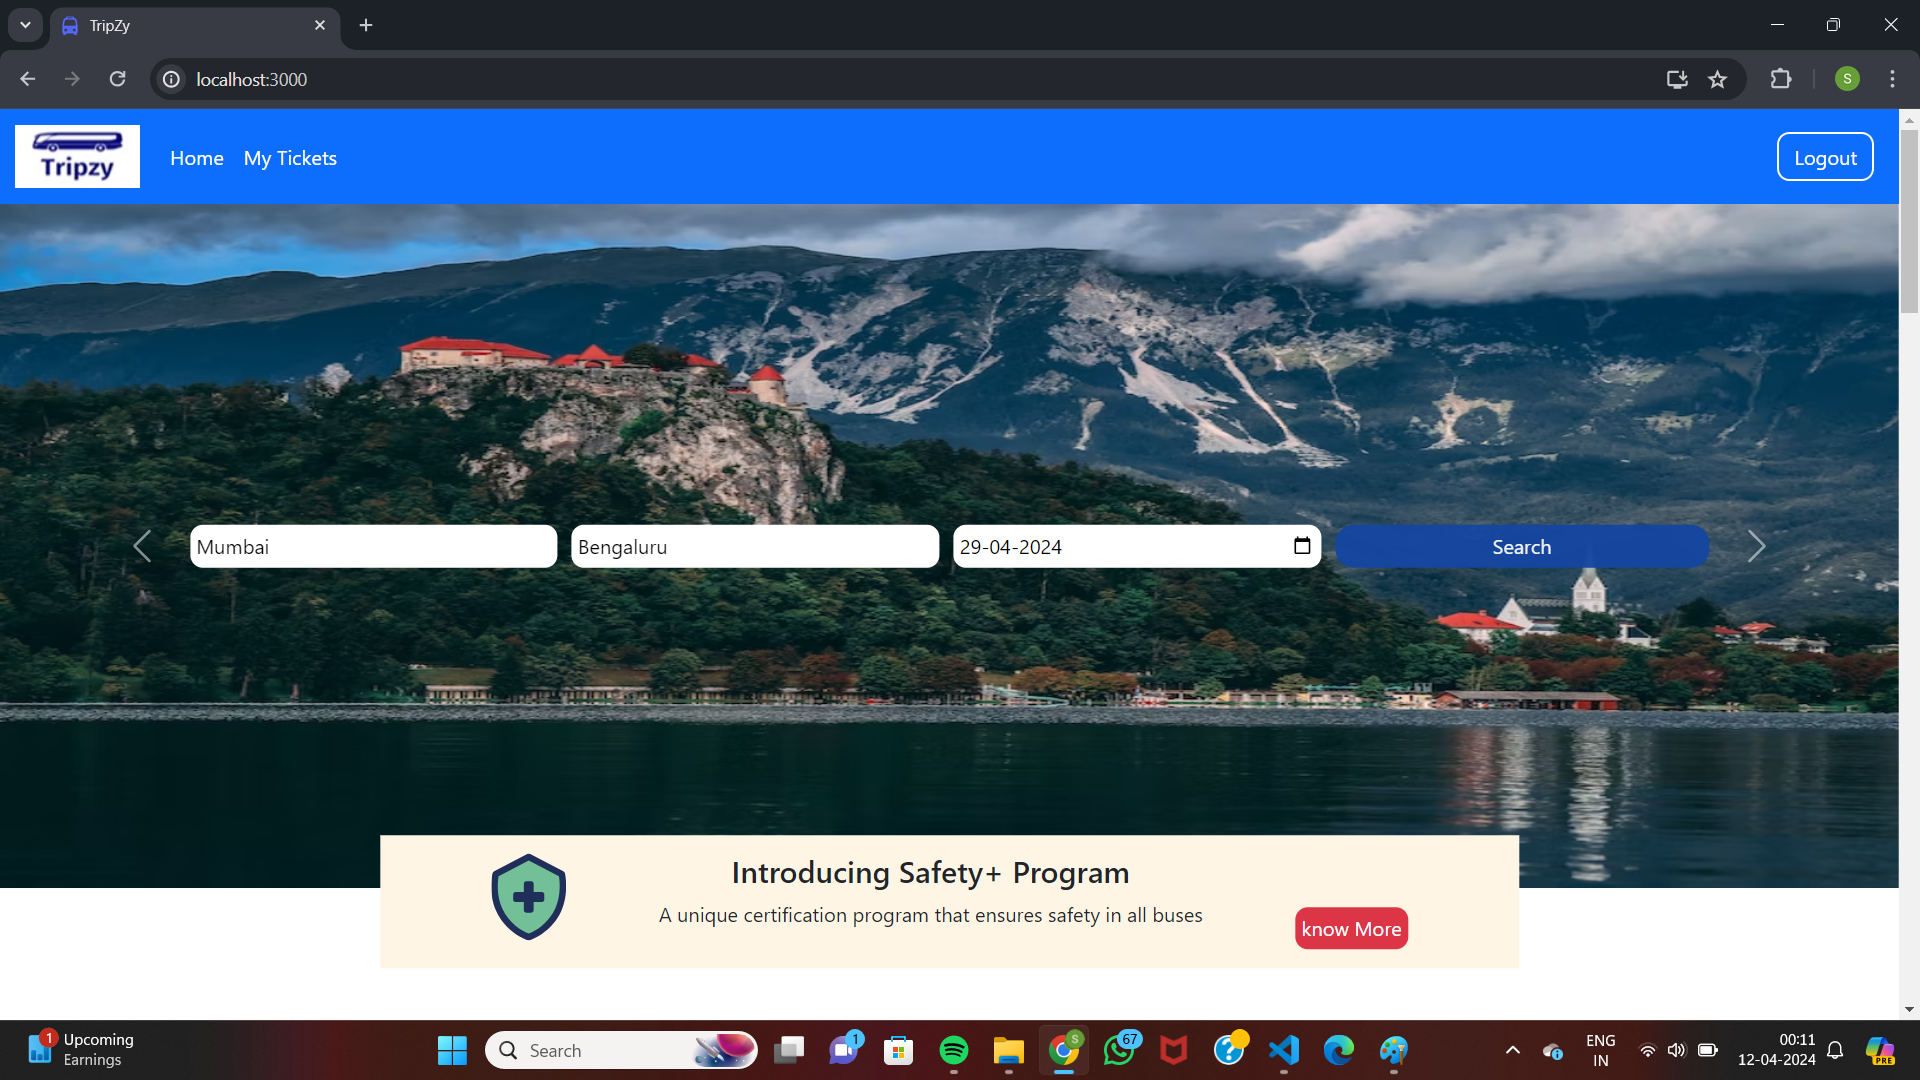 TripZy
localhost:3000
S
Tripzy
Home
My Tickets
Logout
Mumbai
Bengaluru
29-04-2024
Search
Introducing Safety+ Program
A unique certification program that ensures safety in all buses
know More
1
Upcoming
Earnings
Search
1
S
67
ENG
IN
00:11
12-04-2024
PRE